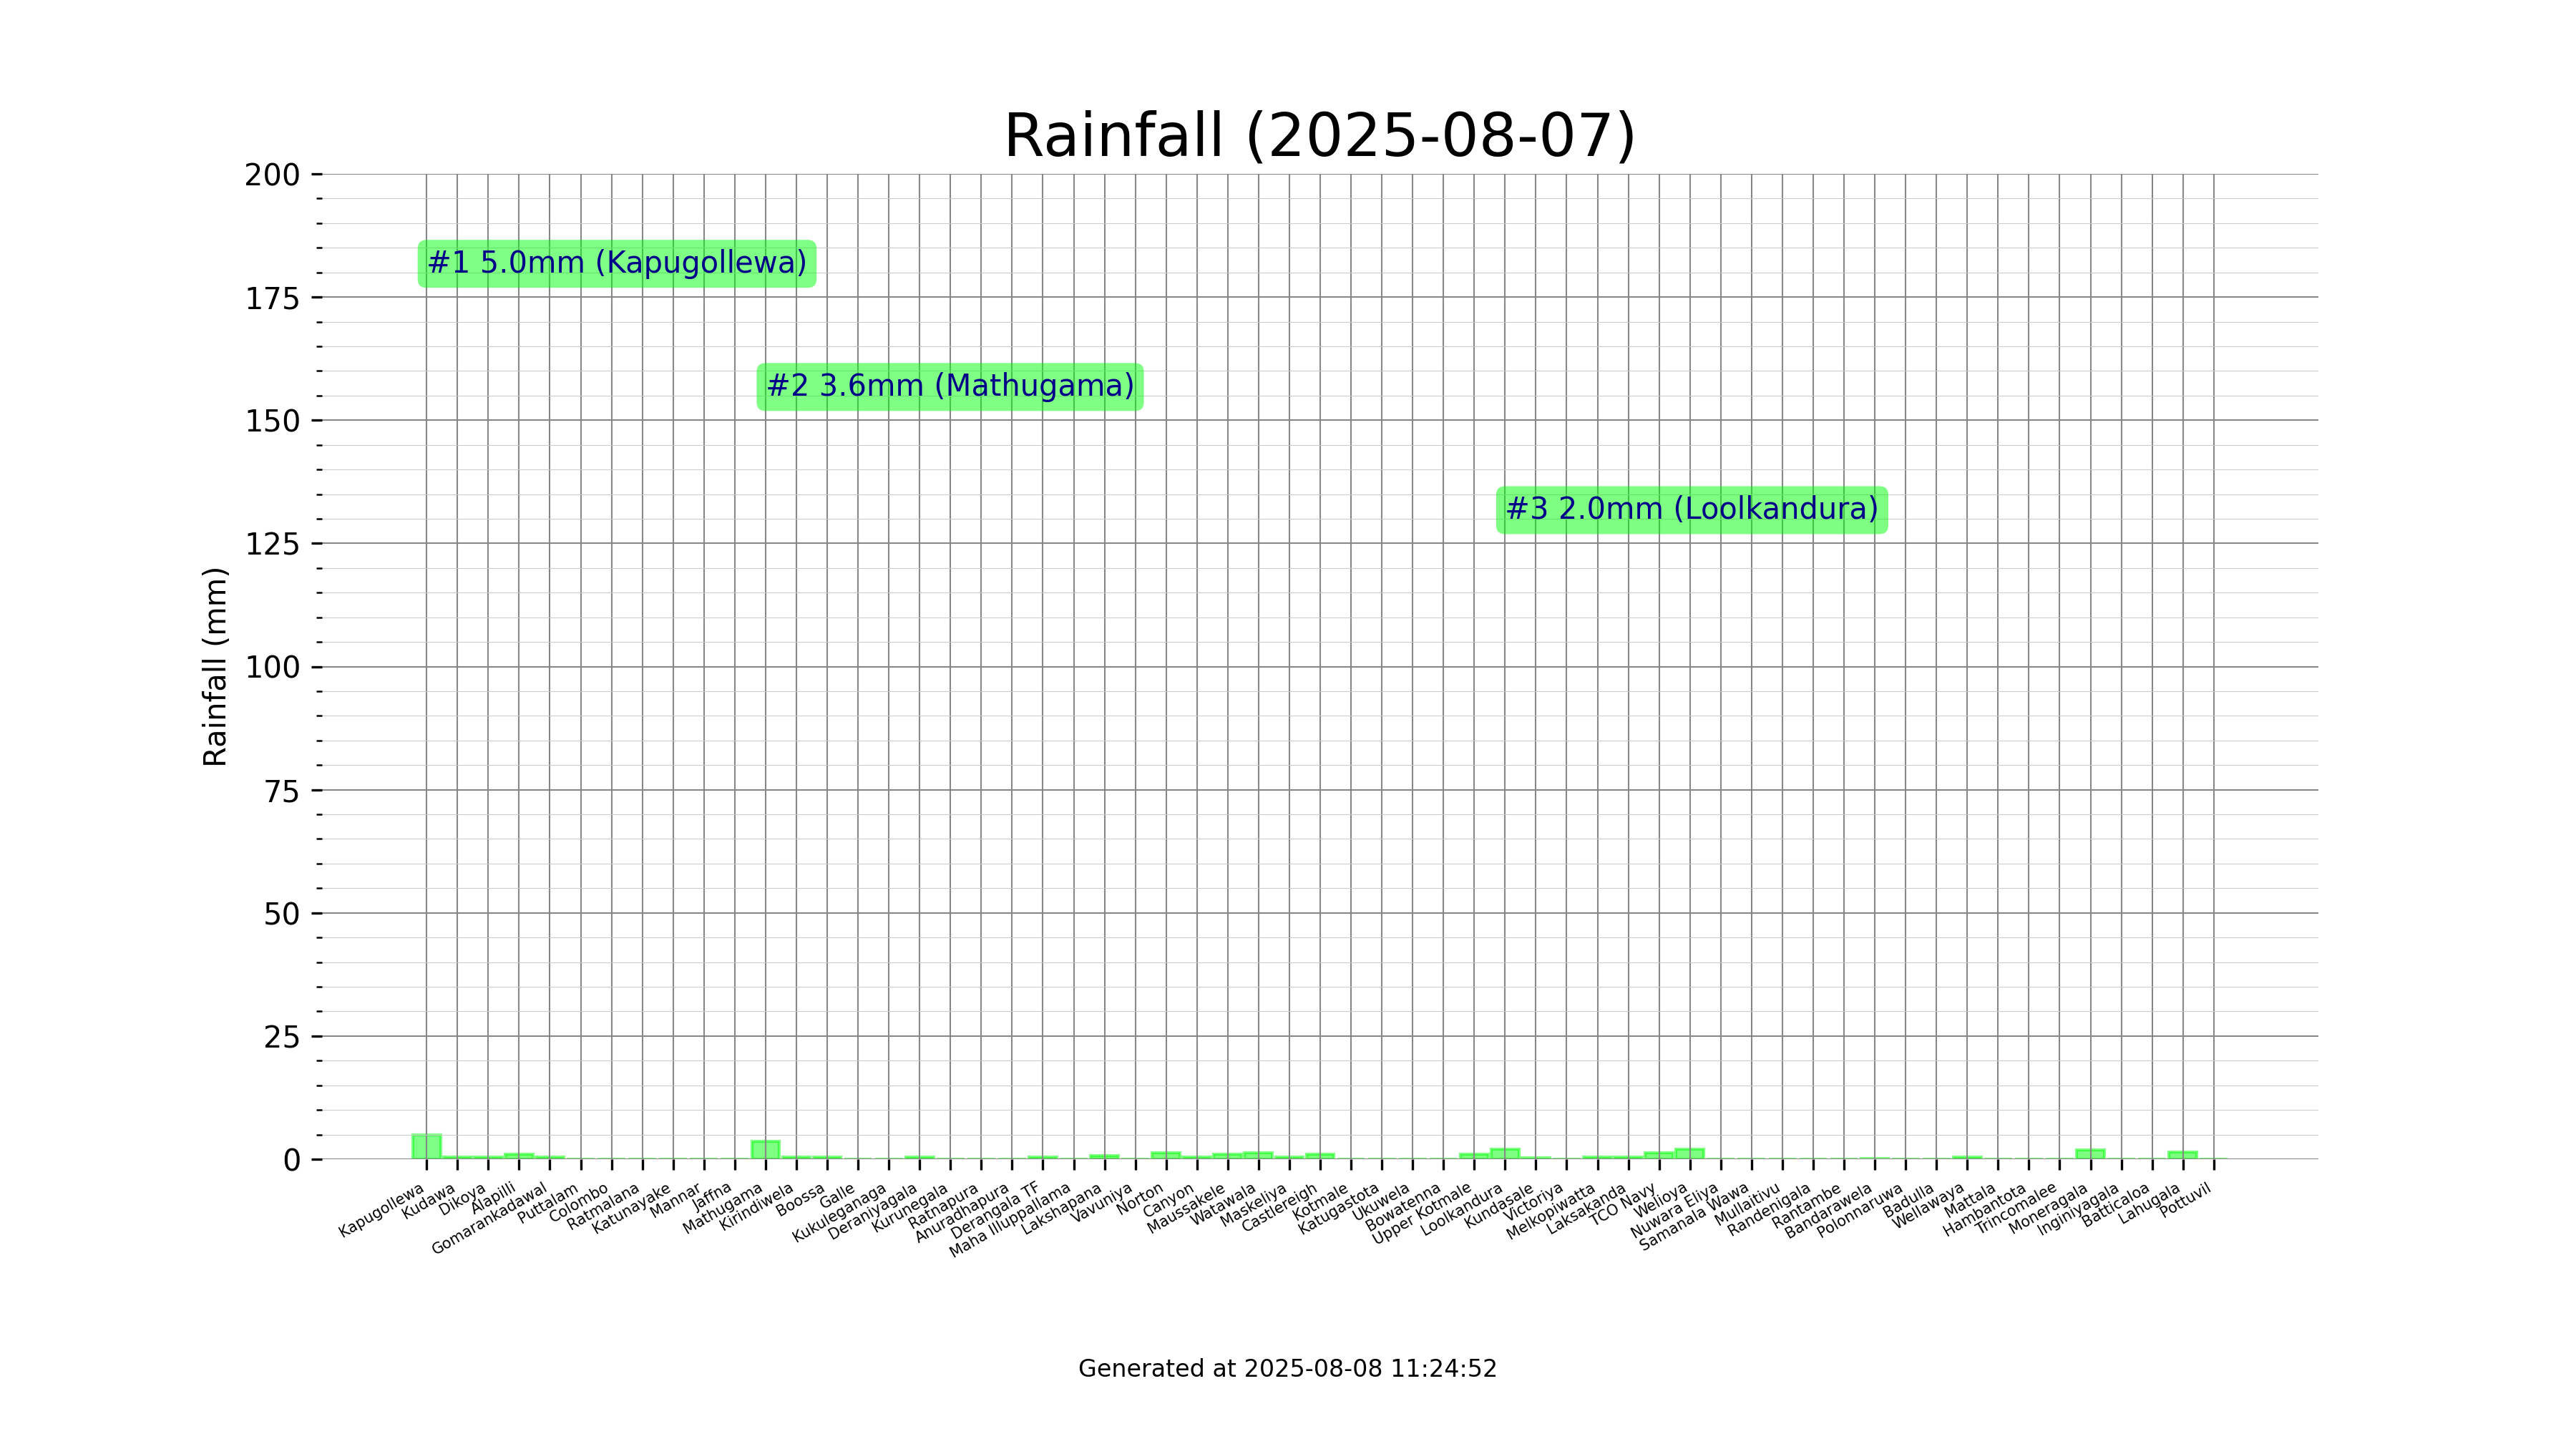 Rainfall (2025-08-07)
200
175
150
125
100
75
50
25
0
Rainfall (mm)
#1 5.0mm (Kapugollewa)
#2 3.6mm (Mathugama)
#3 2.0mm (Loolkandura)
Kapugollewa
Kudawa
Dikoya
Alapilli
Gomarankadawal
Puttalam
Colombo
Ratmalana
Katunayake
Mannar
Jaffna
Mathugama
Kirindiwela
Boossa
Galle
Kukuleganaga
Deraniyagala
Kurunegala
Ratnapura
Anuradhapura
Derangala TF
Maha Illuppallama
Lakshapana
Vavuniya
Norton
Canyon
Maussakele
Watawala
Maskeliya
Castlereigh
Kotmale
Katugastota
Ukuwela
Bowatenna
Upper Kotmale
Loolkandura
Kundasale
Victoriya
Melkopiwatta
Laksakanda
TCO Navy
Welioya
Nuwara Eliya
Samanala Wawa
Mullaitivu
Randenigala
Rantambe
Bandarawela
Polonnaruwa
Badulla
Wellawaya
Mattala
Hambantota
Trincomalee
Moneragala
Inginiyagala
Batticaloa
Lahugala
Pottuvil
Generated at 2025-08-08 11:24:52